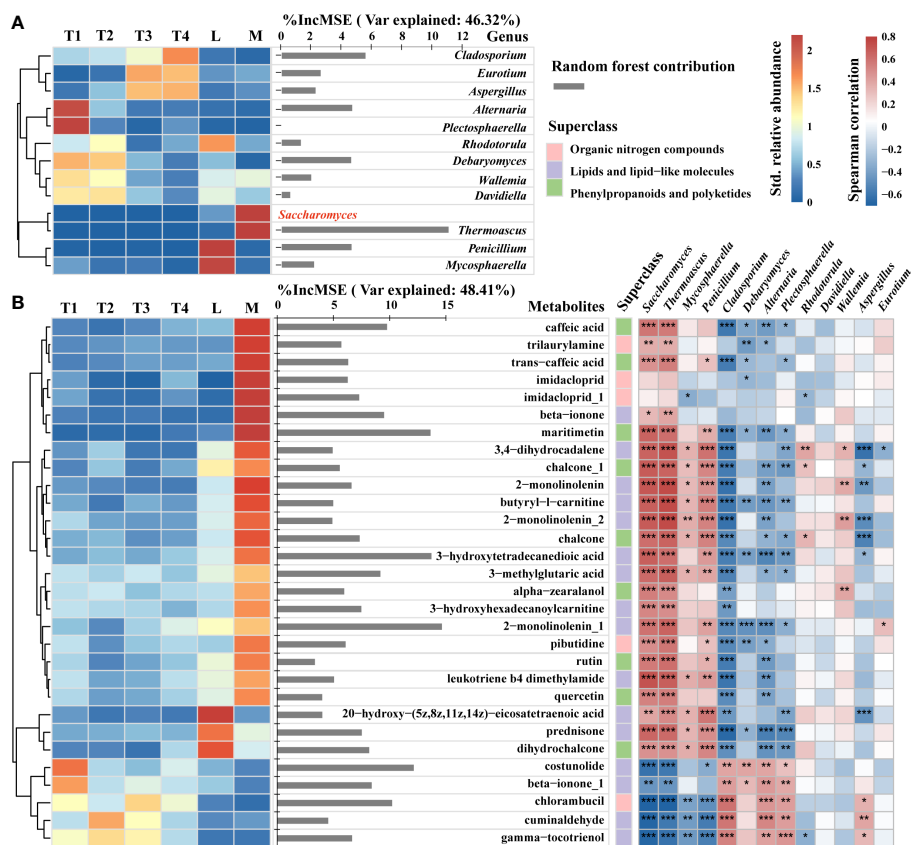 A
%IncMSE ( Var explained: 46.32%)
T1 T2 T3 T4 L M
Genus
0 2 4 6 8 10 12
Cladosporium
Eurotium
Aspergillus
Alternaria
Plectosphaerella
Rhodotorula
Debaryomyces
Wallemia
Davidiella
Saccharomyces
Thermoascus
Penicillium
Mycosphaerella
Random forest contribution
Superclass
Organic nitrogen compounds
Lipids and lipid-like molecules
Phenylpropanoids and polyketides
Std. relative abundance
2
1.5
1
0.5
0
Spearman correlation
0.8
0.6
0.4
0.2
0
−0.2
−0.4
−0.6
B
%IncMSE ( Var explained: 48.41%)
T1 T2 T3 T4 L M
Metabolites
0 5 10 15
Superclass
Saccharomyces
Thermoascus
Mycosphaerella
Penicillium
Cladosporium
Debaryomyces
Alternaria
Plectosphaerella
Rhodotorula
Davidiella
Wallemia
Aspergillus
Eurotium
caffeic acid
trilaurylamine
trans−caffeic acid
imidacloprid
imidacloprid_1
beta−ionone
maritimetin
3,4−dihydrocadalene
chalcone_1
2−monolinolenin
butyryl−l−carnitine
2−monolinolenin_2
chalcone
3−hydroxytetradecanedioic acid
3−methylglutaric acid
alpha−zearalanol
3−hydroxyhexadecanoylcarnitine
2−monolinolenin_1
pibutidine
rutin
leukotriene b4 dimethylamide
quercetin
20−hydroxy−(5z,8z,11z,14z)−eicosatetraenoic acid
prednisone
dihydrochalcone
costunolide
beta−ionone_1
chlorambucil
cuminaldehyde
gamma−tocotrienol